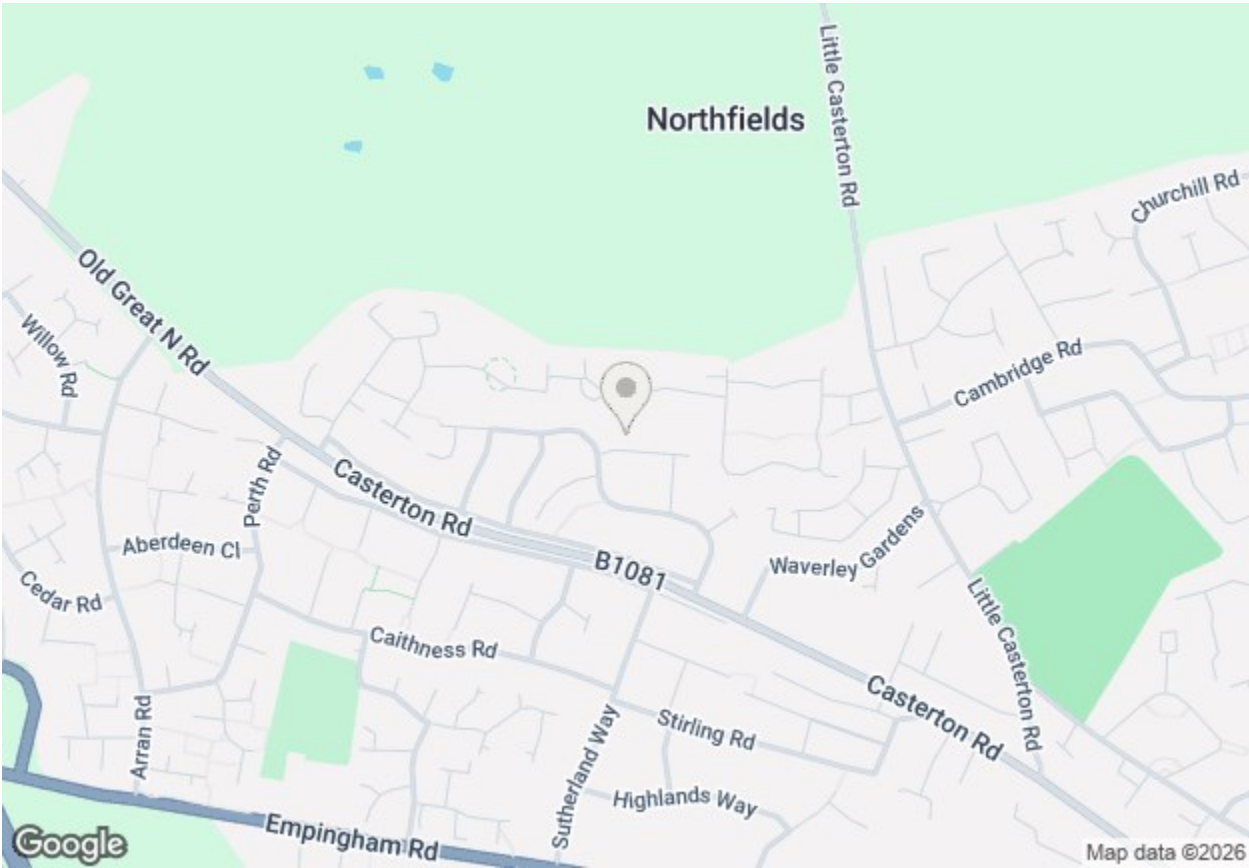 Little Casterton Rd
Northfields
Churchill Rd
Old Great N Rd
Willow Rd
Cambridge Rd
Perth Rd
Casterton Rd
Aberdeen Cl
B1081
Waverley Gardens
Cedar Rd
Little Casterton Rd
Caithness Rd
Casterton Rd
Arran Rd
Stirling Rd
Sutherland Way
Highlands Way
Empingham Rd
Google
Map data ©2026